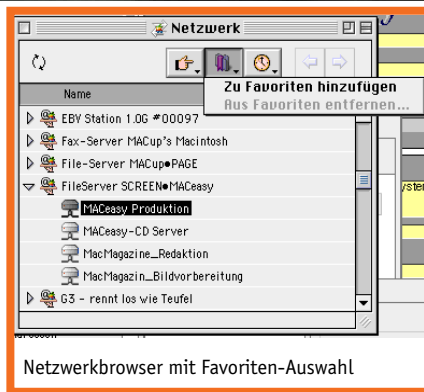 Netzwerk
Zu Favoriten hinzufügen
Aus Favoriten entfernen...
Name
EBY Station 1.0G #00097
Fax-Server MACup's Macintosh
File-Server MACup•PAGE
FileServer SCREEN•MACeasy
MACeasy Produktion
MACeasy-CD Server
MacMagazine_Redaktion
MacMagazin_Bildvorbereitung
G3 - rennt los wie Teufel
Netzwerkbrowser mit Favoriten-Auswahl